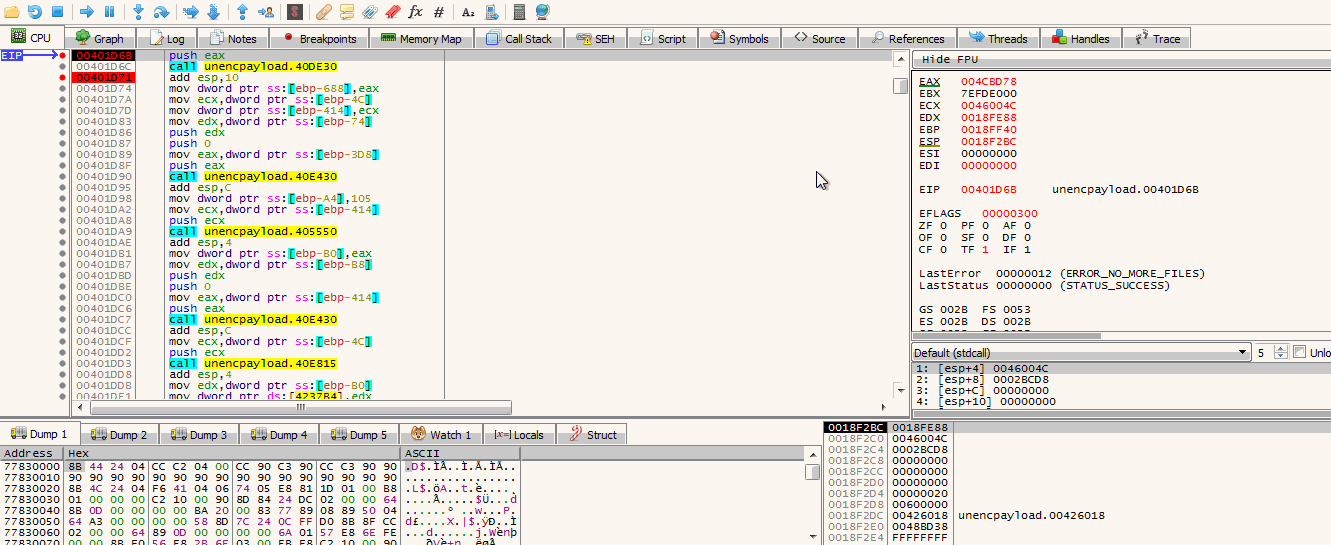 fx # A₂
CPU Graph Log Notes Breakpoints Memory Map Call Stack SEH Script Symbols Source References Threads Handles Trace
EIP 00401D6B push eax
00401D6C call unencpayload.40DE30
00401D71 add esp,10
00401D74 mov dword ptr ss:[ebp-688],eax
00401D7A mov ecx,dword ptr ss:[ebp-4C]
00401D7D mov dword ptr ss:[ebp-414],ecx
00401D83 mov edx,dword ptr ss:[ebp-74]
00401D86 push edx
00401D87 push 0
00401D89 mov eax,dword ptr ss:[ebp-3D8]
00401D8F push eax
00401D90 call unencpayload.40E430
00401D95 add esp,C
00401D98 mov dword ptr ss:[ebp-A4],105
00401DA2 mov ecx,dword ptr ss:[ebp-414]
00401DA8 push ecx
00401DA9 call unencpayload.405550
00401DAE add esp,4
00401DB1 mov dword ptr ss:[ebp-B0],eax
00401DB7 mov edx,dword ptr ss:[ebp-B8]
00401DBD push edx
00401DBE push 0
00401DC0 mov eax,dword ptr ss:[ebp-414]
00401DC6 push eax
00401DC7 call unencpayload.40E430
00401DCC add esp,C
00401DCF mov ecx,dword ptr ss:[ebp-4C]
00401DD2 push ecx
00401DD3 call unencpayload.40E815
00401DD8 add esp,4
00401DDB mov edx,dword ptr ss:[ebp-B0]
00401DE1 mov dword ptr ds:[4237B4],edx
Hide FPU
EAX 004CBD78
EBX 7EFDE000
ECX 0046004C
EDX 0018FE88
EBP 0018FF40
ESP 0018F2BC
ESI 00000000
EDI 00000000
EIP 00401D6B unencpayload.00401D6B
EFLAGS 00000300
ZF 0 PF 0 AF 0
OF 0 SF 0 DF 0
CF 0 TF 1 IF 1
LastError 00000012 (ERROR_NO_MORE_FILES)
LastStatus 00000000 (STATUS_SUCCESS)
GS 002B FS 0053
ES 002B DS 002B
Default (stdcall) 5 Unlo
1: [esp+4] 0046004C
2: [esp+8] 0002BCD8
3: [esp+C] 00000000
4: [esp+10] 00000000
Dump 1 Dump 2 Dump 3 Dump 4 Dump 5 Watch 1 [x=] Locals Struct
Address Hex ASCII
77830000 8B 44 24 04 CC C2 04 00 CC 90 C3 90 CC C3 90 90 .D$.ÌÂ..Ì.Ã.ÌÃ..
77830010 90 90 90 90 90 90 90 90 90 90 90 90 90 90 90 90 ................
77830020 8B 4C 24 04 F6 41 04 06 74 05 E8 81 1D 01 00 B8 .L$.öA..t.è....¸
77830030 01 00 00 00 C2 10 00 90 8D 84 24 DC 02 00 00 64 ....Â.....$Ü...d
77830040 8B 0D 00 00 00 00 BA 20 00 83 77 89 08 89 50 04 ......º ..w...P.
77830050 64 A3 00 00 00 00 58 8D 7C 24 0C FF D0 8B 8F CC d£....X.|$.ÿÐ..Ì
77830060 02 00 00 64 89 0D 00 00 00 00 6A 01 57 E8 6E FE ...d......j.Wènþ
0018F2BC 0018FE88
0018F2C0 0046004C
0018F2C4 0002BCD8
0018F2C8 00000000
0018F2CC 00000000
0018F2D0 00000000
0018F2D4 00000020
0018F2D8 00600000
0018F2DC 00426018 unencpayload.00426018
0018F2E0 0048BD38
0018F2E4 FFFFFFFF